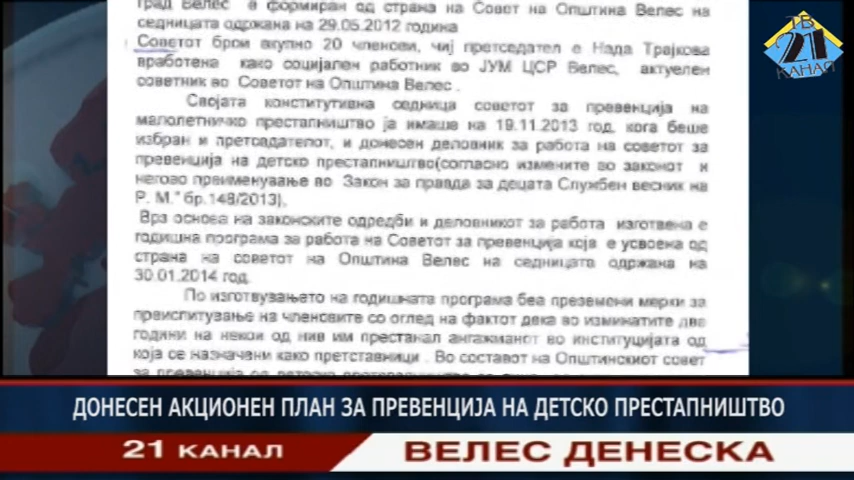 град Велес е формиран од страна на Совет на Општина Велес на
седницата одржана на 29.05.2012 година
Советот брои вкупно 20 членови, чиј претседател е Нада Трајкова
вработена како социјален работник во ЈУМ ЦСР Велес, актуелен
советник во Советот на Општина Велес .
Својата конститутивна седница советот за превенција на
малолетничко престапништво ја имаше на 19.11.2013 год, кога беше
избран и претседателот, и донесен деловник за работа на советот за
превенција на детско престапништво(согласно измените во законот и
негово преименување во Закон за правда за децата Службен весник на
Р. М." бр.148/2013).
Врз основа на законските одредби и деловникот за работа изготвена е
годишна програма за работа на Советот за превенција која е усвоена од
страна на советот на Општина Велес на седницата одржана на
30.01.2014 год.
По изготвувањето на годишната програма беа преземени мерки за
преиспитување на членовите со оглед на фактот дека во изминатите два
години на некои од нив им престанал ангажманот во институцијата од
која се назначени како претставници . Во составот на Општинскиот совет
за превенција од детско
ТВ
21
КАНАЛ
ДОНЕСЕН АКЦИОНЕН ПЛАН ЗА ПРЕВЕНЦИЈА НА ДЕТСКО ПРЕСТАПНИШТВО
21 КАНАЛ
ВЕЛЕС ДЕНЕСКА